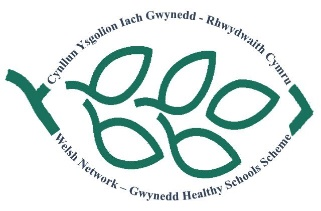 Cynllun Ysgolion Iach Gwynedd - Rhwydwaith Cymru
Welsh Network – Gwynedd Healthy Schools Scheme